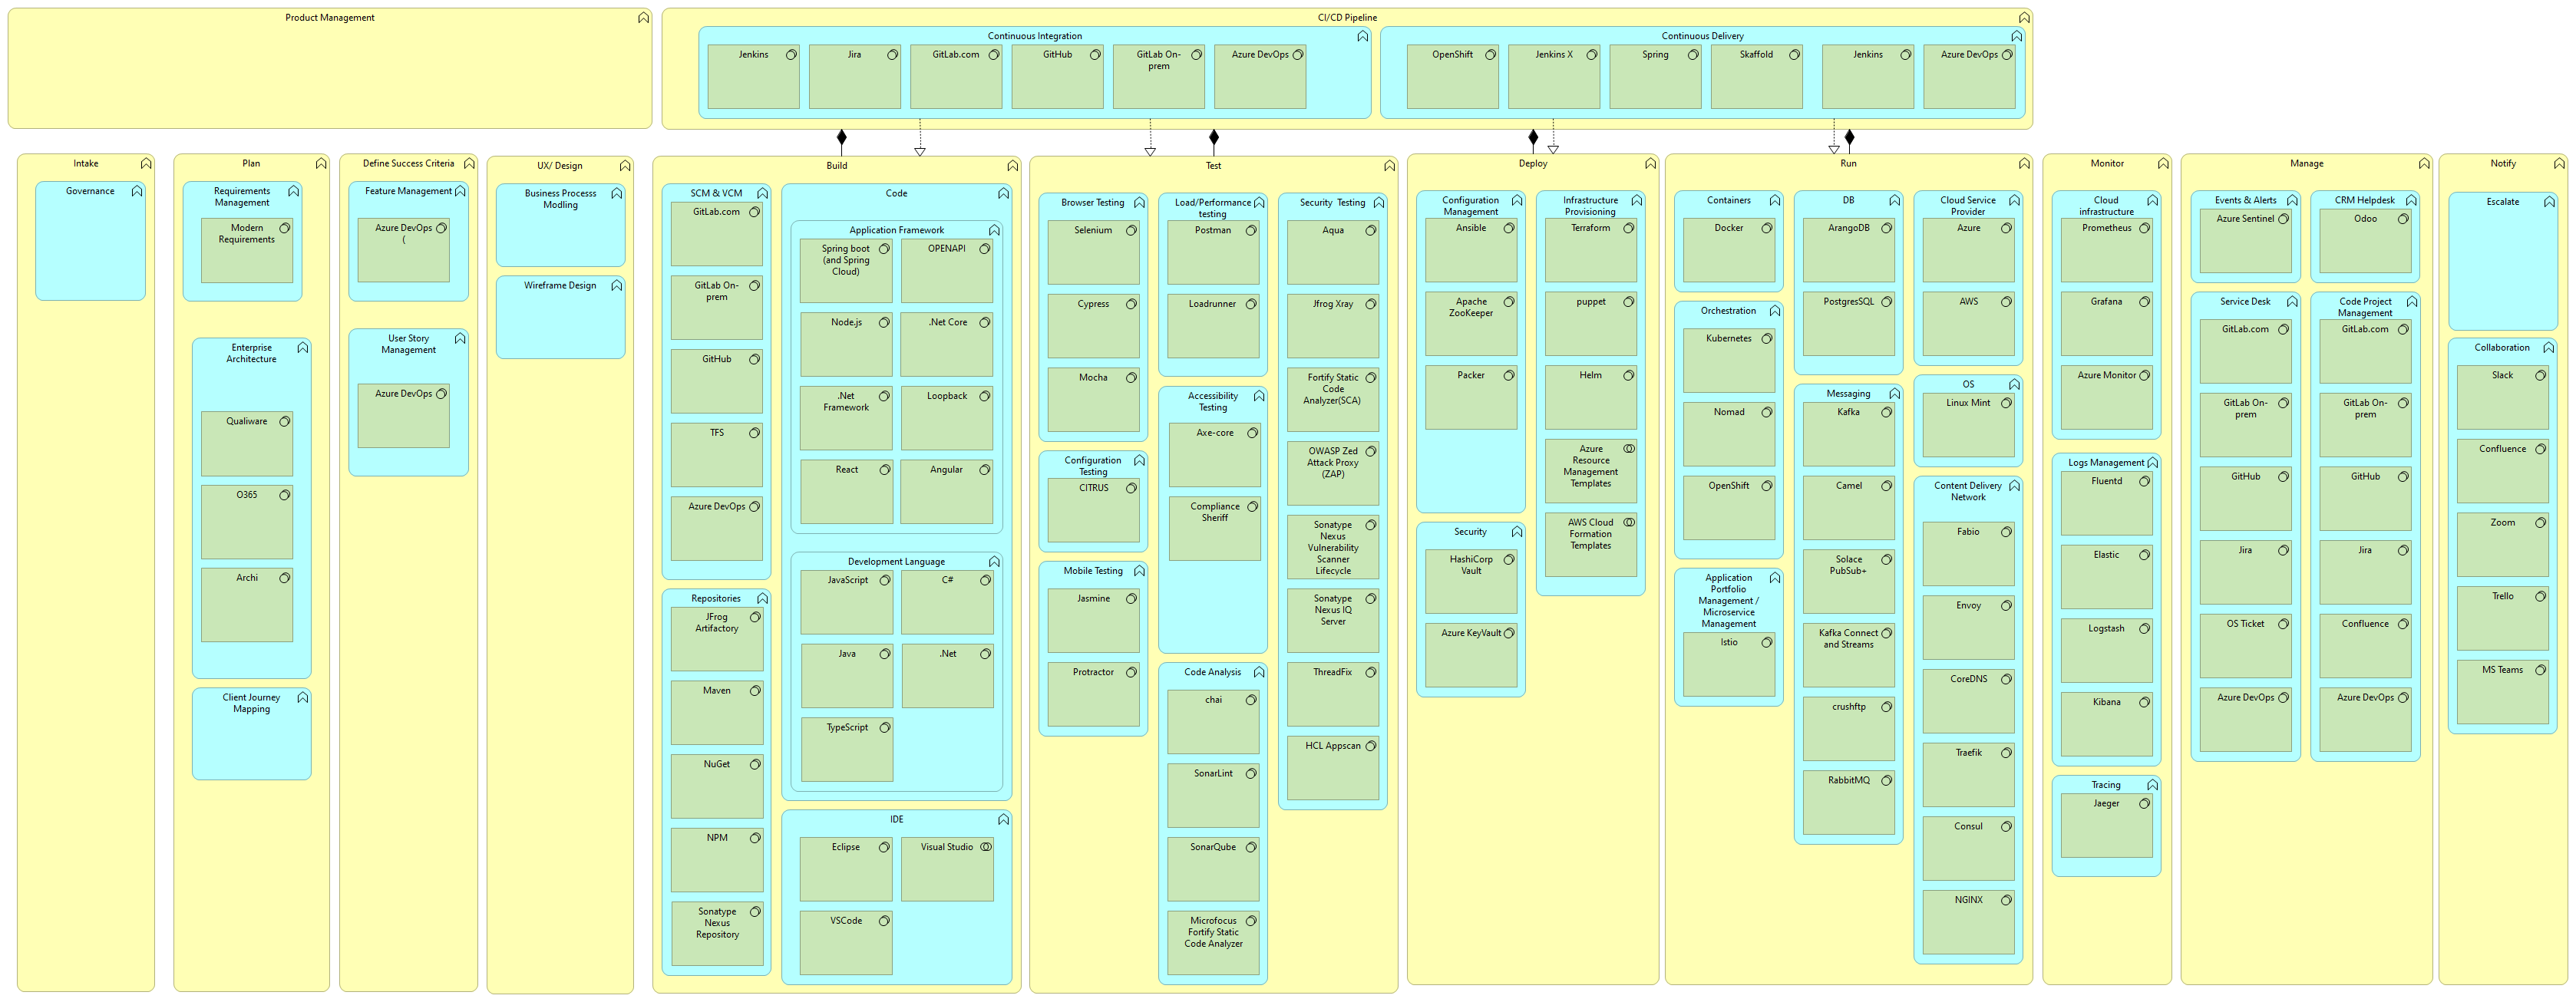 Product Management
CI/CD Pipeline
Continuous Integration
Jenkins
Jira
GitLab.com
GitHub
GitLab On-
prem
Azure DevOps
Continuous Delivery
OpenShift
Jenkins X
Spring
Skaffold
Jenkins
Azure DevOps
Intake
Governance
Plan
Requirements
Management
Modern
Requirements
Enterprise
Architecture
Qualiware
O365
Archi
Client Journey
Mapping
Define Success Criteria
Feature Management
Azure DevOps
(
User Story
Management
Azure DevOps
UX/ Design
Business Processs
Modling
Wireframe Design
Build
SCM & VCM
GitLab.com
GitLab On-
prem
GitHub
TFS
Azure DevOps
Repositories
JFrog
Artifactory
Maven
NuGet
NPM
Sonatype
Nexus
Repository
Code
Application Framework
Spring boot
(and Spring
Cloud)
OPENAPI
Node.js
.Net Core
.Net
Framework
Loopback
React
Angular
Development Language
JavaScript
C#
Java
.Net
TypeScript
IDE
Eclipse
Visual Studio
VSCode
Test
Browser Testing
Selenium
Cypress
Mocha
Configuration
Testing
CITRUS
Mobile Testing
Jasmine
Protractor
Load/Performance
testing
Postman
Loadrunner
Accessibility
Testing
Axe-core
Compliance
Sheriff
Code Analysis
chai
SonarLint
SonarQube
Microfocus
Fortify Static
Code Analyzer
Security Testing
Aqua
Jfrog Xray
Fortify Static
Code
Analyzer(SCA)
OWASP Zed
Attack Proxy
(ZAP)
Sonatype
Nexus
Vulnerability
Scanner
Lifecycle
Sonatype
Nexus IQ
Server
ThreadFix
HCL Appscan
Deploy
Configuration
Management
Ansible
Apache
ZooKeeper
Packer
Security
HashiCorp
Vault
Azure KeyVault
Infrastructure
Provisioning
Terraform
puppet
Helm
Azure
Resource
Management
Templates
AWS Cloud
Formation
Templates
Run
Containers
Docker
Orchestration
Kubernetes
Nomad
OpenShift
Application
Portfolio
Management /
Microservice
Management
Istio
DB
ArangoDB
PostgresSQL
Messaging
Kafka
Camel
Solace
PubSub+
Kafka Connect
and Streams
crushftp
RabbitMQ
Cloud Service
Provider
Azure
AWS
OS
Linux Mint
Content Delivery
Network
Fabio
Envoy
CoreDNS
Traefik
Consul
NGINX
Monitor
Cloud
infrastructure
Prometheus
Grafana
Azure Monitor
Logs Management
Fluentd
Elastic
Logstash
Kibana
Tracing
Jaeger
Manage
Events & Alerts
Azure Sentinel
Service Desk
GitLab.com
GitLab On-
prem
GitHub
Jira
OS Ticket
Azure DevOps
CRM Helpdesk
Odoo
Code Project
Management
GitLab.com
GitLab On-
prem
GitHub
Jira
Confluence
Azure DevOps
Notify
Escalate
Collaboration
Slack
Confluence
Zoom
Trello
MS Teams